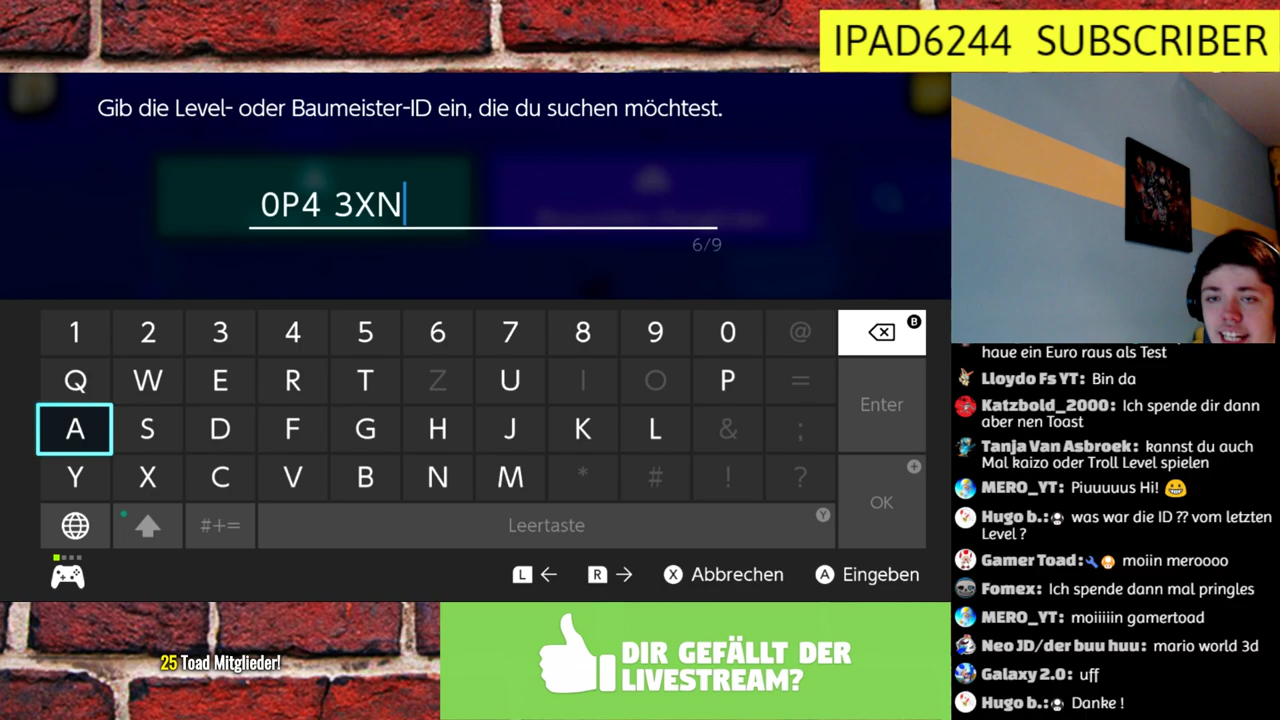 IPAD6244 SUBSCRIBER
Gib die Level- oder Baumeister-ID ein, die du suchen möchtest.
0P4 3XN
6/9
1 2 3 4 5 6 7 8 9 0 @ B
Q W E R T Z U I O P =
A S D F G H J K L & ; Enter
Y X C V B N M * # ! ? +
#+= Leertaste Y OK
L ← R → X Abbrechen A Eingeben
haue ein Euro raus als Test
Lloydo Fs YT: Bin da
Katzbold_2000: Ich spende dir dann
aber nen Toast
Tanja Van Asbroek: kannst du auch
Mal kaizo oder Troll Level spielen
MERO_YT: Piuuuus Hi! 😀
Hugo b.: was war die ID ?? vom letzten
Level ?
Gamer Toad: moiin meroooo
Fomex: Ich spende dann mal pringles
MERO_YT: moiiiiin gamertoad
Neo JD/der buu huu: mario world 3d
Galaxy 2.0: uff
Hugo b.: Danke !
25 Toad Mitglieder!
DIR GEFÄLLT DER
LIVESTREAM?